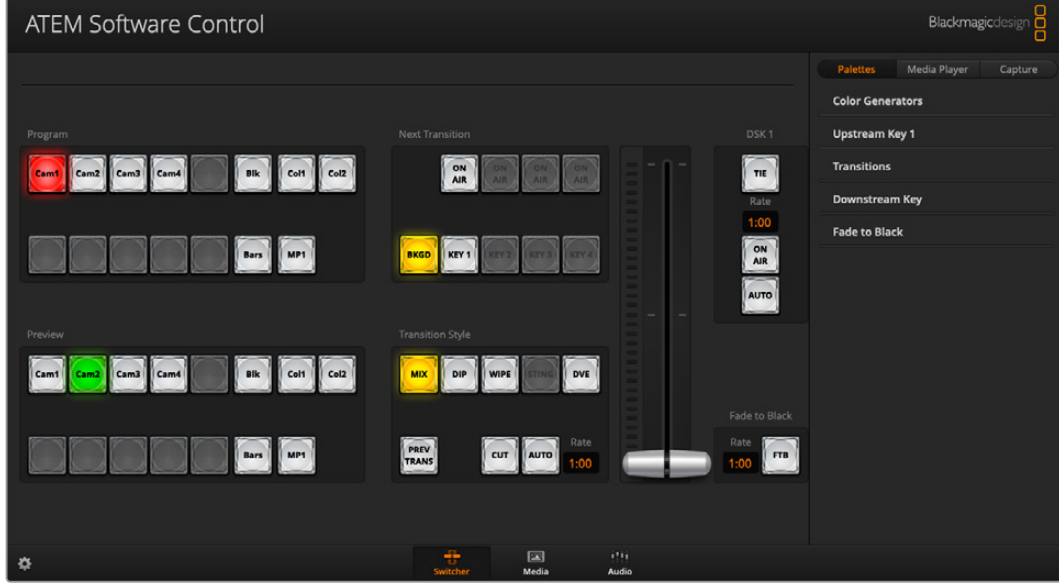 ATEM Software Control
Blackmagicdesign
Palettes Media Player Capture
Color Generators
Upstream Key 1
Transitions
Downstream Key
Fade to Black
Program
Cam1 Cam2 Cam3 Cam4 Blk Col1 Col2
Bars MP1
Next Transition
ON AIR ON AIR ON AIR ON AIR
BKGD KEY 1 KEY 2 KEY 3 KEY 4
DSK 1
TIE
Rate
1:00
ON AIR
AUTO
Preview
Cam1 Cam2 Cam3 Cam4 Blk Col1 Col2
Bars MP1
Transition Style
MIX DIP WIPE STING DVE
PREV TRANS CUT AUTO Rate 1:00
Fade to Black
Rate
1:00 FTB
Switcher Media Audio